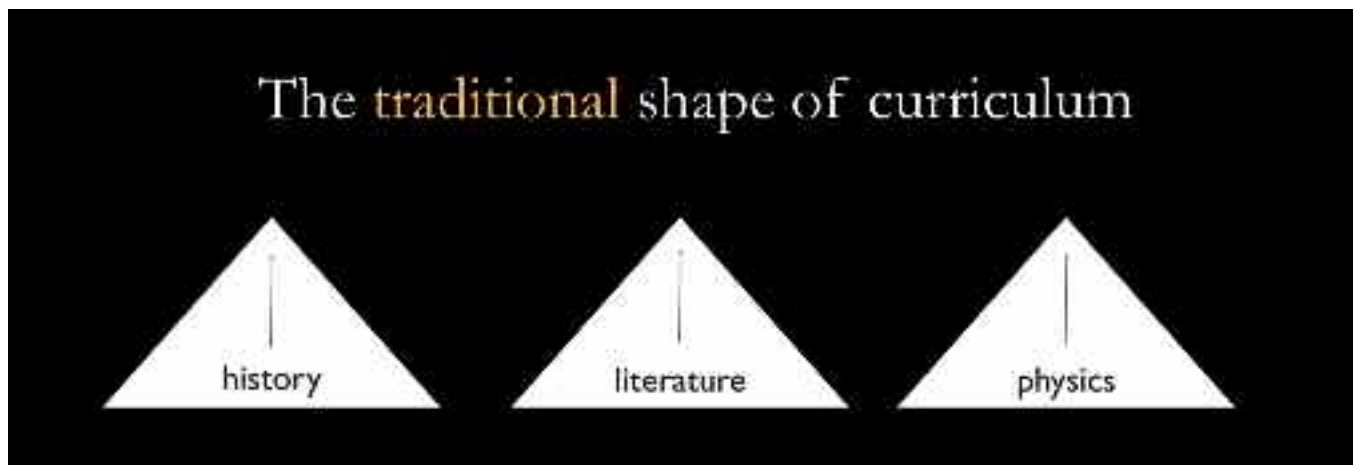 The traditional shape of curriculum
history
literature
physics